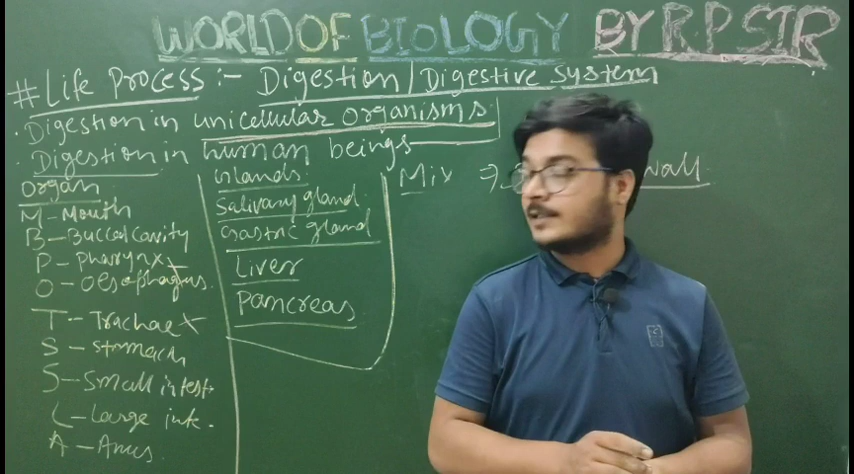 WORLD OF BIOLOGY BY R.P SIR
# Life Process :- Digestion/Digestive System
· Digestion in unicellular organisms.
· Digestion in human beings
Organ
M - Mouth
B - Buccal cavity
P - Pharynx
O - Oesophagus.
T - Trachae x
S - Stomach
S - Small intest.
L - Large inte.
A - Anus.
Glands
Salivary gland.
Gastric gland
Liver
Pancreas
Mix ⇒ wall